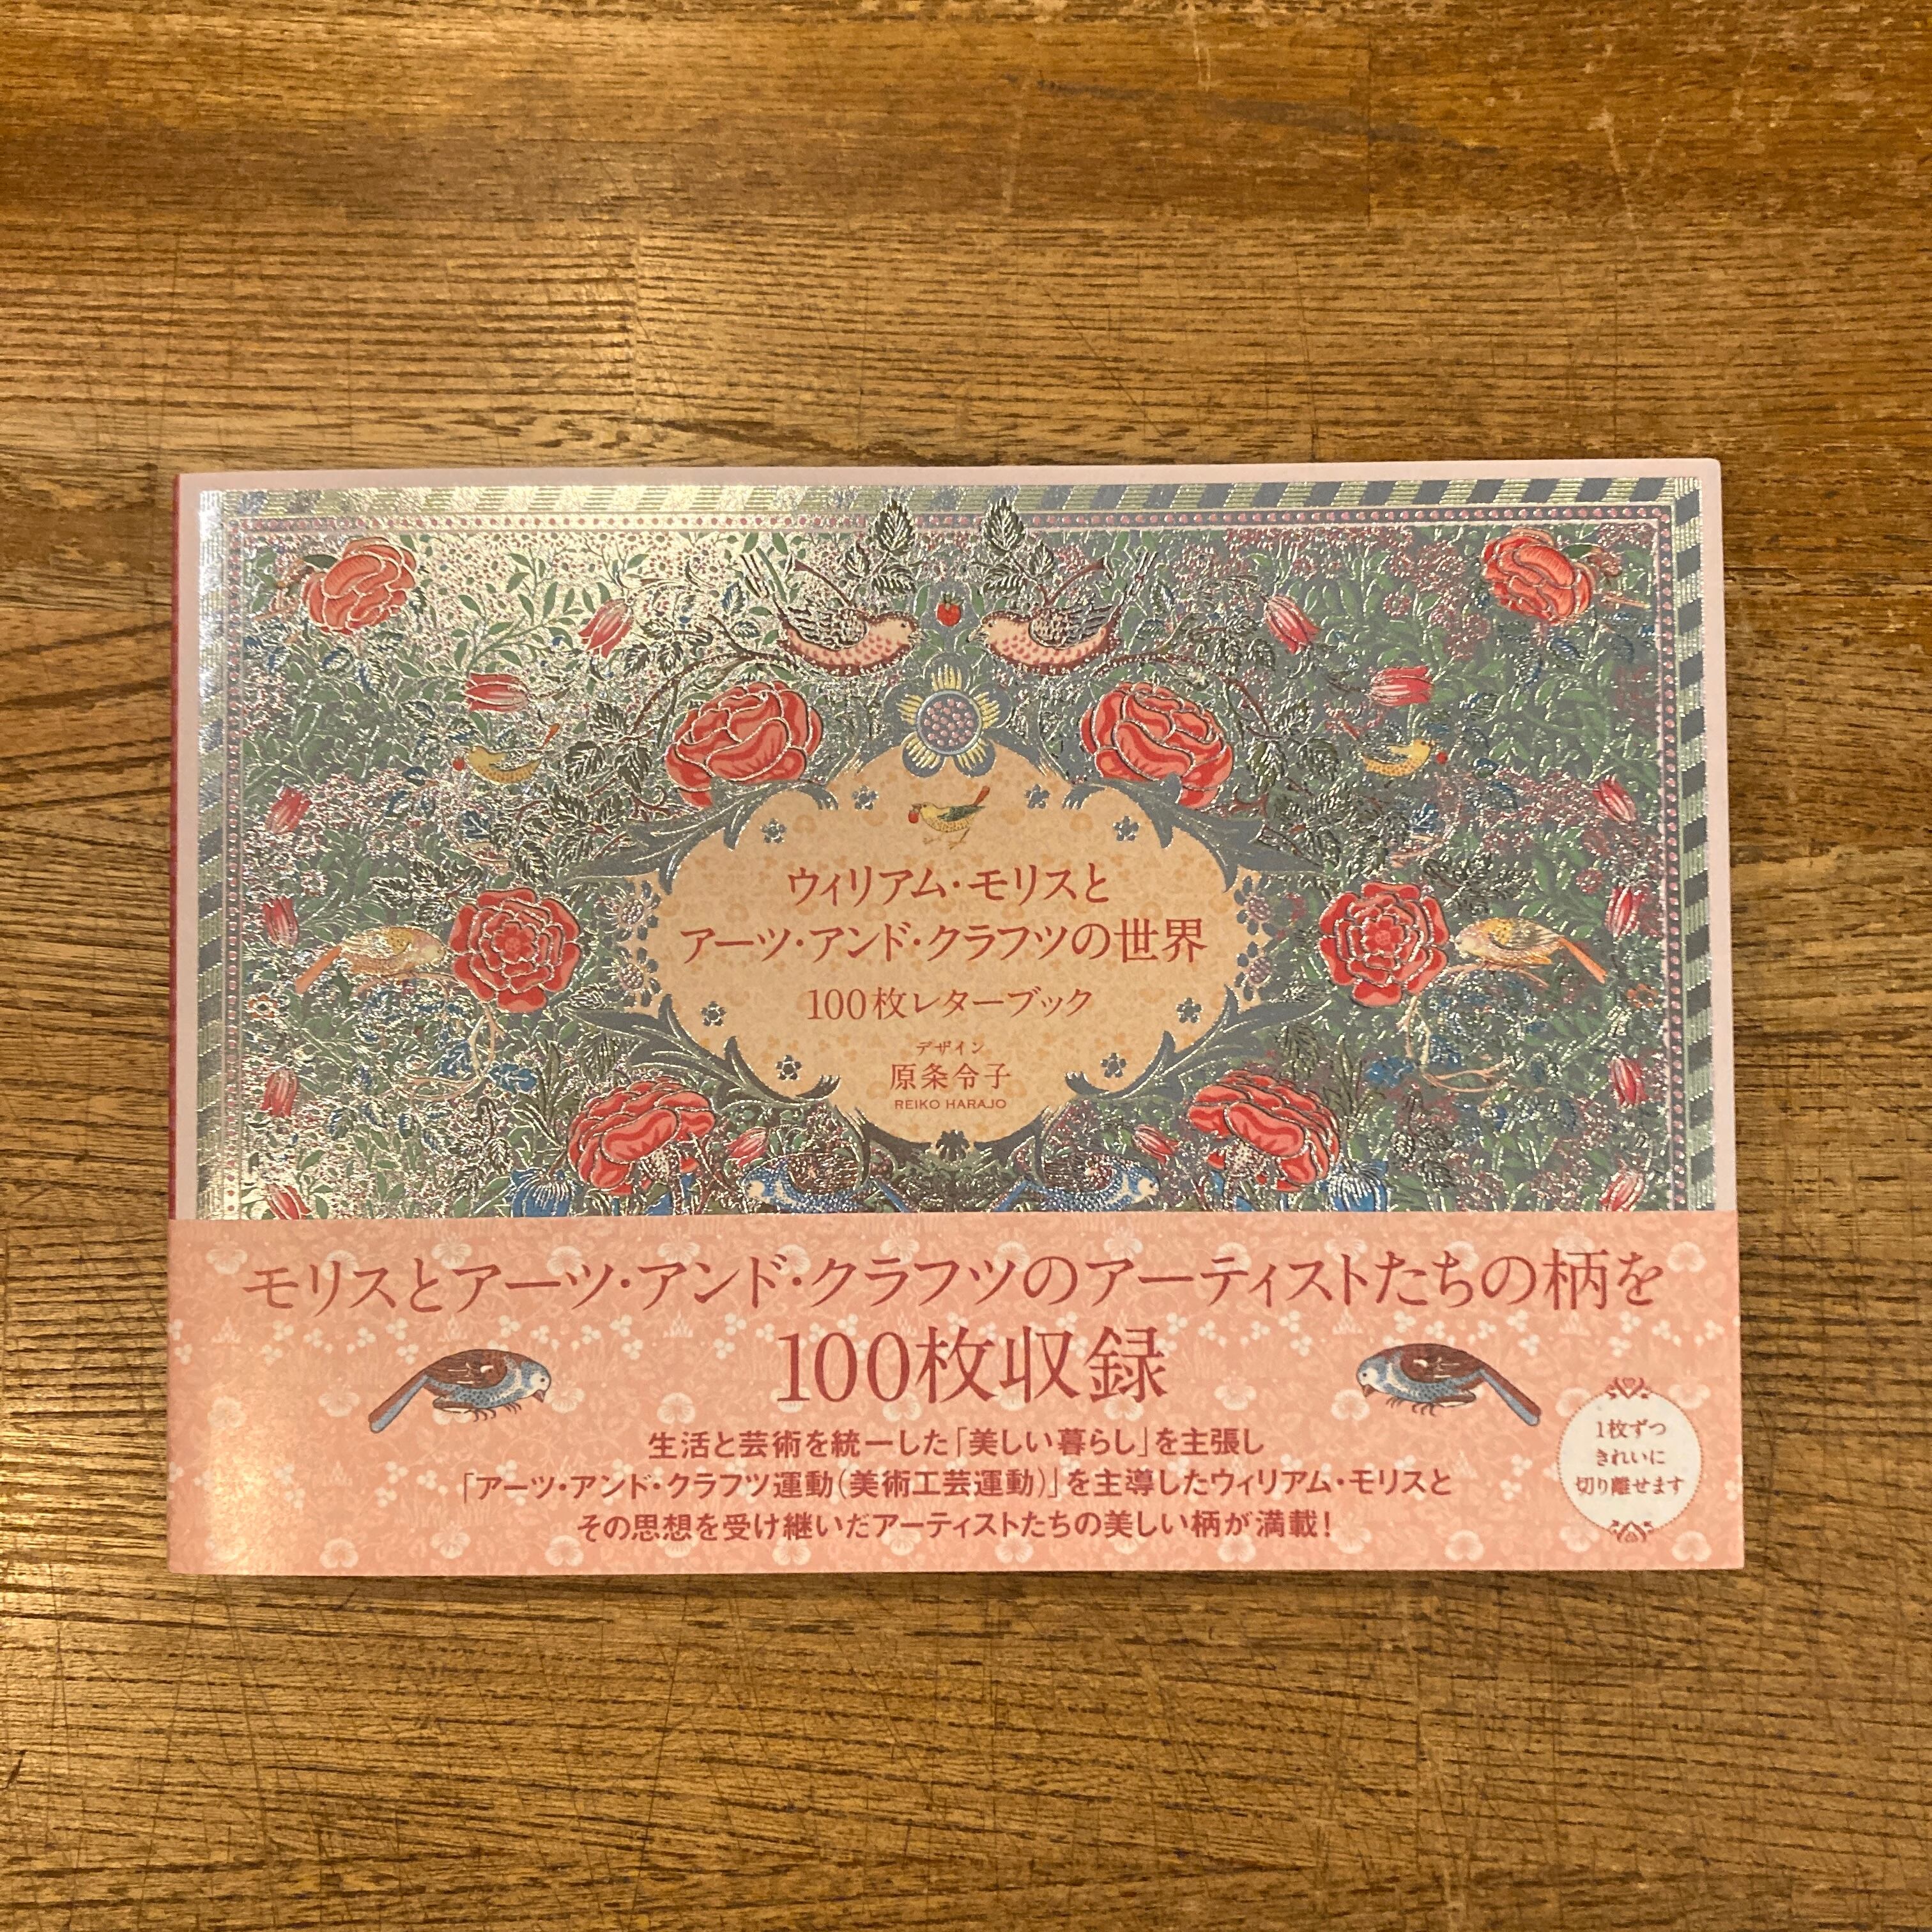 ウィリアム・モリスと
アーツ・アンド・クラフツの世界
100枚レターブック
デザイン
原条令子
REIKO HARAJO
モリスとアーツ・アンド・クラフツのアーティストたちの柄を
100枚収録
生活と芸術を統一した「美しい暮らし」を主張し
「アーツ・アンド・クラフツ運動(美術工芸運動)」を主導したウィリアム・モリスと
その思想を受け継いだアーティストたちの美しい柄が満載!
1枚ずつ
きれいに
切り離せます